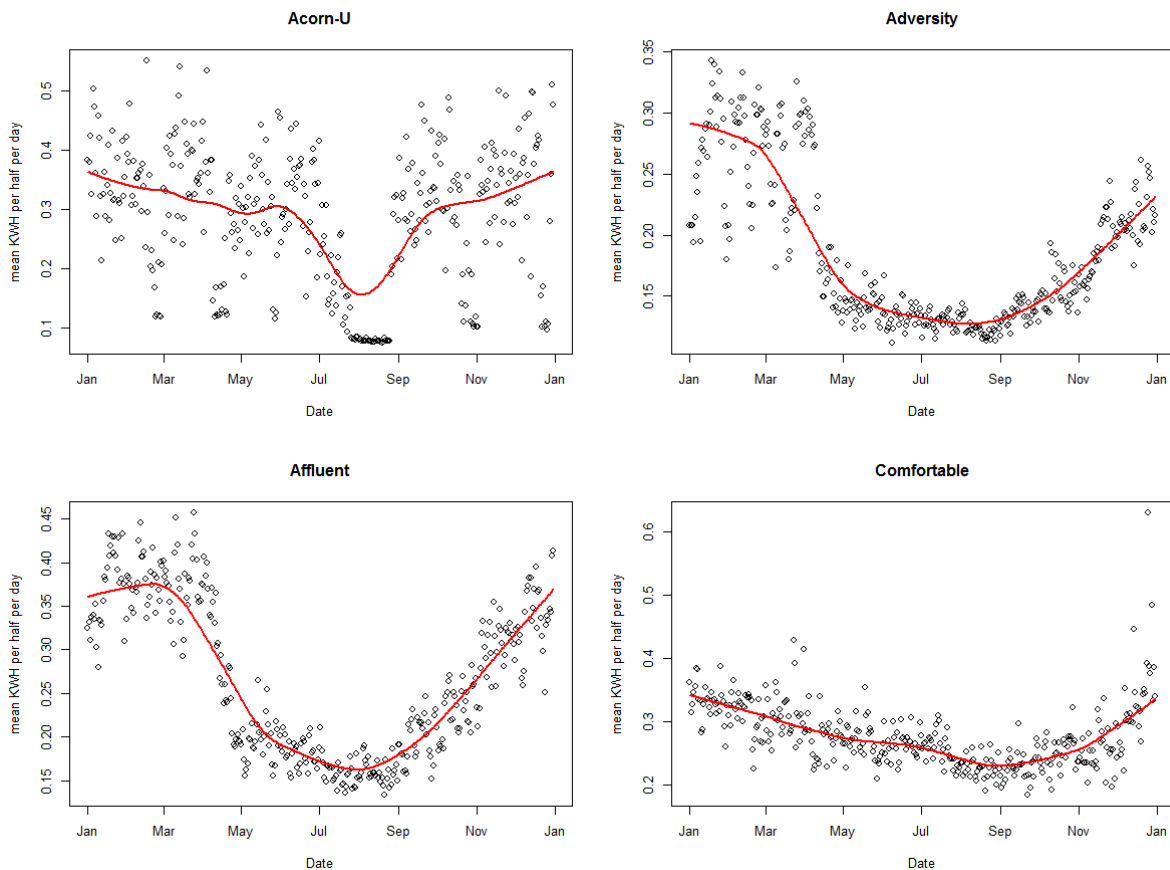 Acorn-U
mean KWH per half per day
0.5
0.4
0.3
0.2
0.1
Jan Mar May Jul Sep Nov Jan
Date
Adversity
mean KWH per half per day
0.35
0.30
0.25
0.20
0.15
Jan Mar May Jul Sep Nov Jan
Date
Affluent
mean KWH per half per day
0.45
0.40
0.35
0.30
0.25
0.20
0.15
Jan Mar May Jul Sep Nov Jan
Date
Comfortable
mean KWH per half per day
0.6
0.5
0.4
0.3
0.2
Jan Mar May Jul Sep Nov Jan
Date